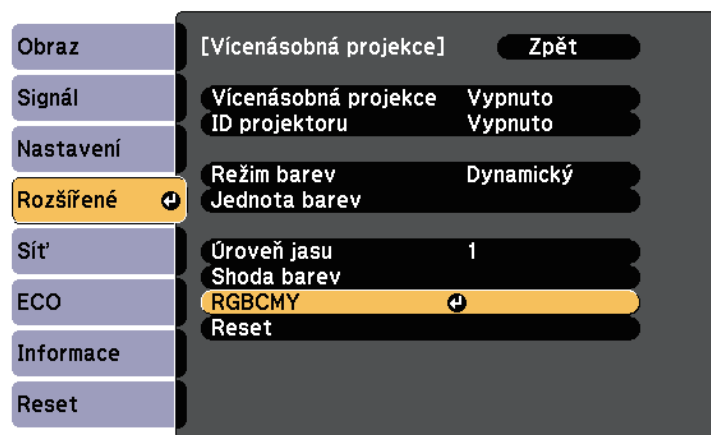 Obraz
Signál
Nastavení
Rozšířené
Síť
ECO
Informace
Reset
[Vícenásobná projekce] Zpět
Vícenásobná projekce Vypnuto
ID projektoru Vypnuto
Režim barev Dynamický
Jednota barev
Úroveň jasu 1
Shoda barev
RGBCMY
Reset